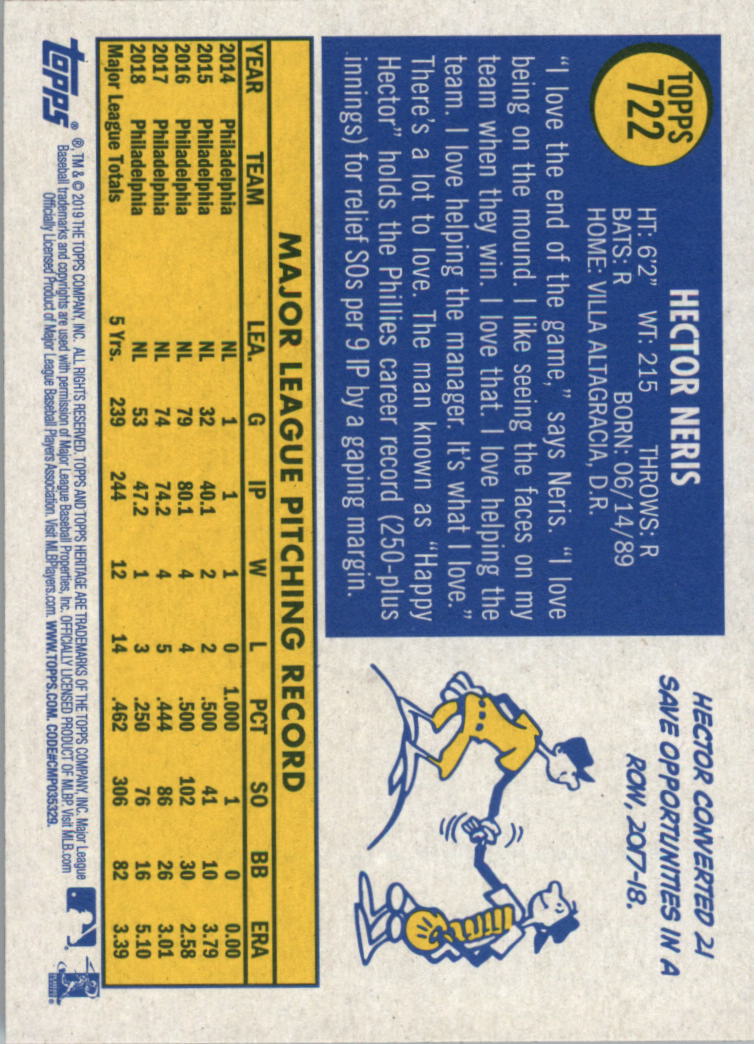 TOPPS
722
HECTOR NERIS
HT: 6'2" WT: 215 THROWS: R
BATS: R BORN: 06/14/89
HOME: VILLA ALTAGRACIA, D.R.
"I love the end of the game," says Neris. "I love
being on the mound. I like seeing the faces on my
team when they win. I love that. I love helping the
team. I love helping the manager. It's what I love."
There's a lot to love. The man known as "Happy
Hector" holds the Phillies career record (250-plus
innings) for relief SOs per 9 IP by a gaping margin.
HECTOR CONVERTED 21
SAVE OPPORTUNITIES IN A
ROW, 2017-18.
MAJOR LEAGUE PITCHING RECORD
YEAR TEAM LEA. G IP W L PCT SO BB ERA
2014 Philadelphia NL 1 1 1 0 1.000 1 0 0.00
2015 Philadelphia NL 32 40.1 2 2 .500 41 10 3.79
2016 Philadelphia NL 79 80.1 4 4 .500 102 30 2.58
2017 Philadelphia NL 74 74.2 4 5 .444 86 26 3.01
2018 Philadelphia NL 53 47.2 1 3 .250 76 16 5.10
Major League Totals 5 Yrs. 239 244 12 14 .462 306 82 3.39
topps ®
®, TM & © 2019 THE TOPPS COMPANY, INC. ALL RIGHTS RESERVED. TOPPS AND TOPPS HERITAGE ARE TRADEMARKS OF THE TOPPS COMPANY, INC. Major League
Baseball trademarks and copyrights are used with permission of Major League Baseball Properties, Inc. OFFICIALLY LICENSED PRODUCT OF MLBP. Visit MLB.com
Officially Licensed Product of Major League Baseball Players Association. Visit MLBPlayers.com. WWW.TOPPS.COM. CODE#CMP035329.